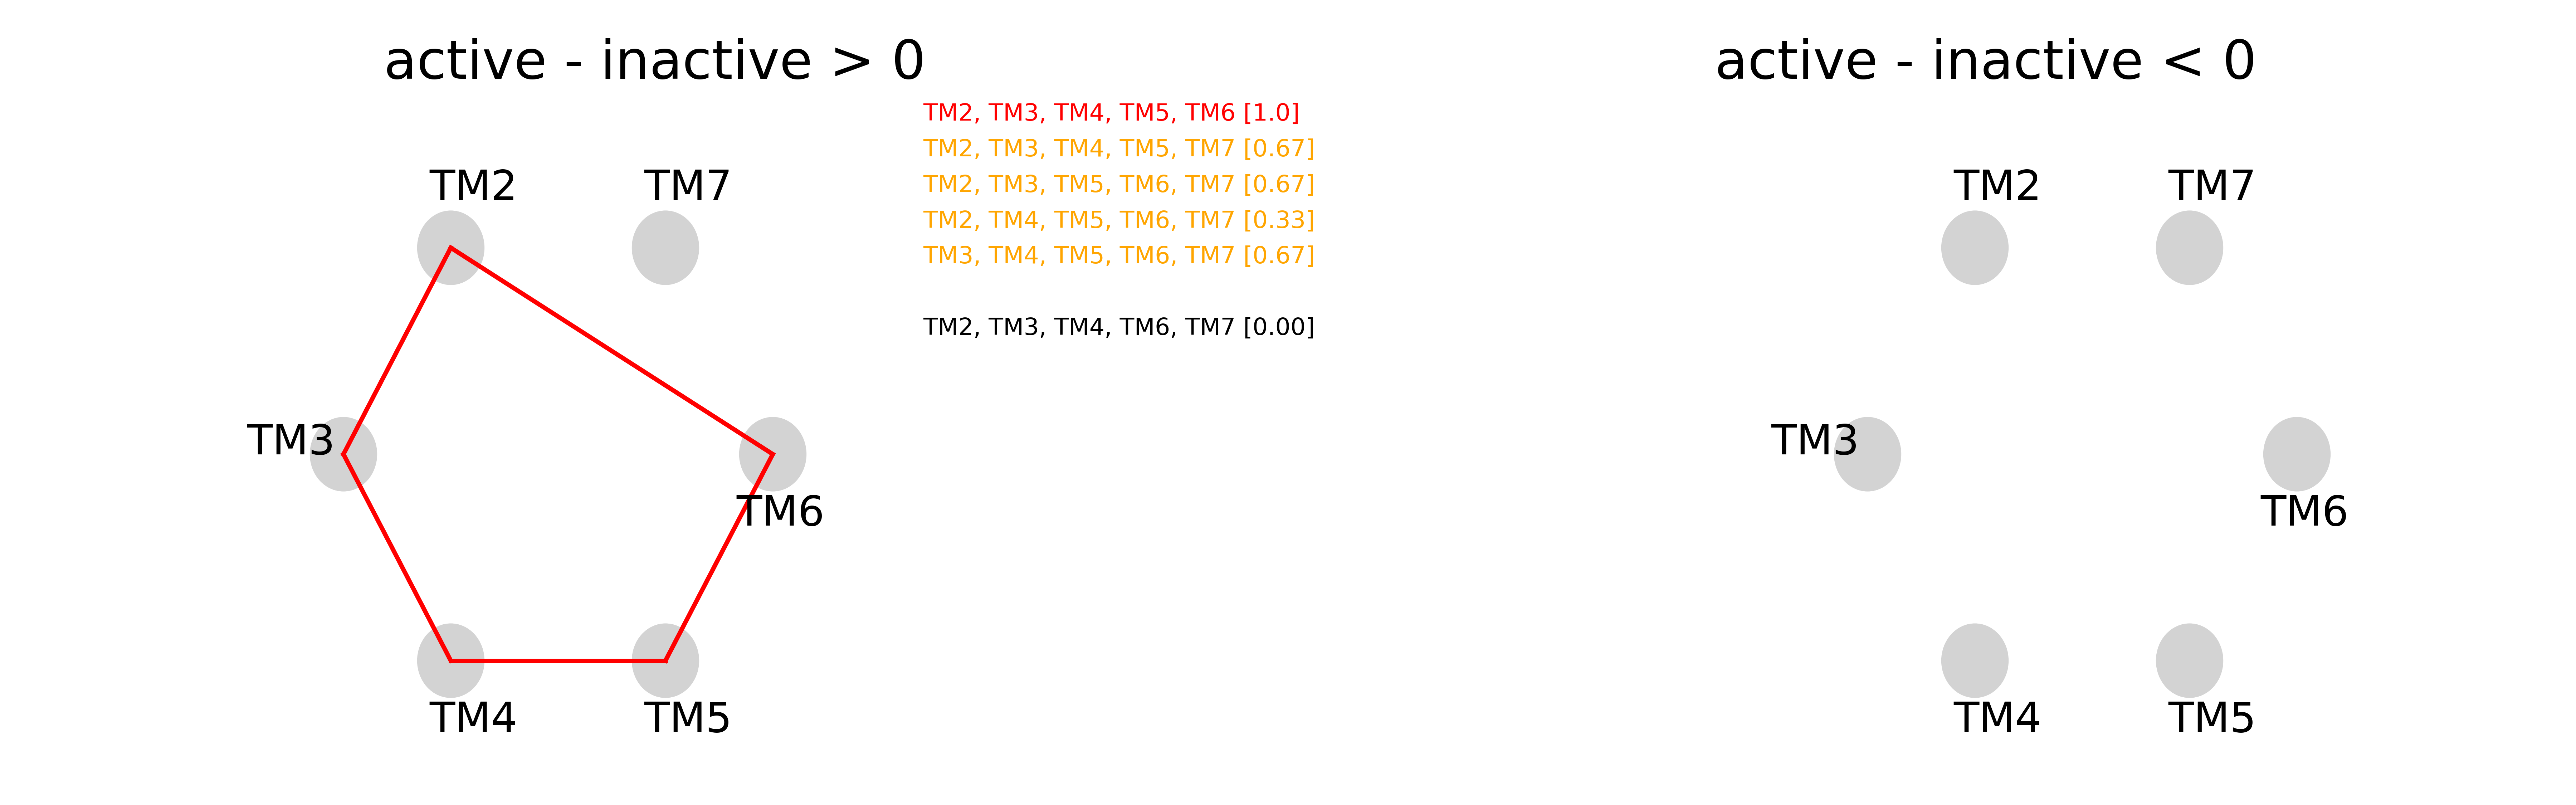 active - inactive > 0
TM2, TM3, TM4, TM5, TM6 [1.0]
TM2, TM3, TM4, TM5, TM7 [0.67]
TM2, TM3, TM5, TM6, TM7 [0.67]
TM2, TM4, TM5, TM6, TM7 [0.33]
TM3, TM4, TM5, TM6, TM7 [0.67]
TM2, TM3, TM4, TM6, TM7 [0.00]
TM2 TM7
TM3
TM6
TM4 TM5
active - inactive < 0
TM2 TM7
TM3
TM6
TM4 TM5